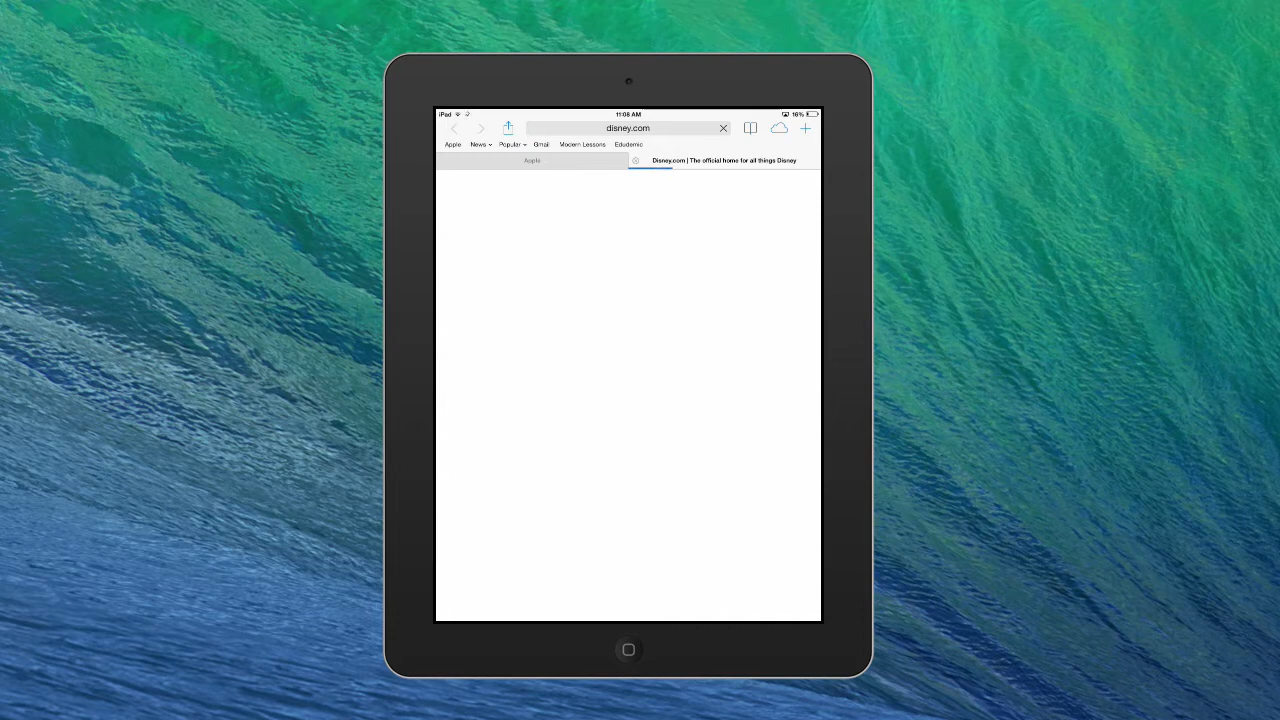 iPad 11:08 AM 16%
disney.com
Apple News Popular Gmail Modern Lessons Edudemic
Apple Disney.com | The official home for all things Disney